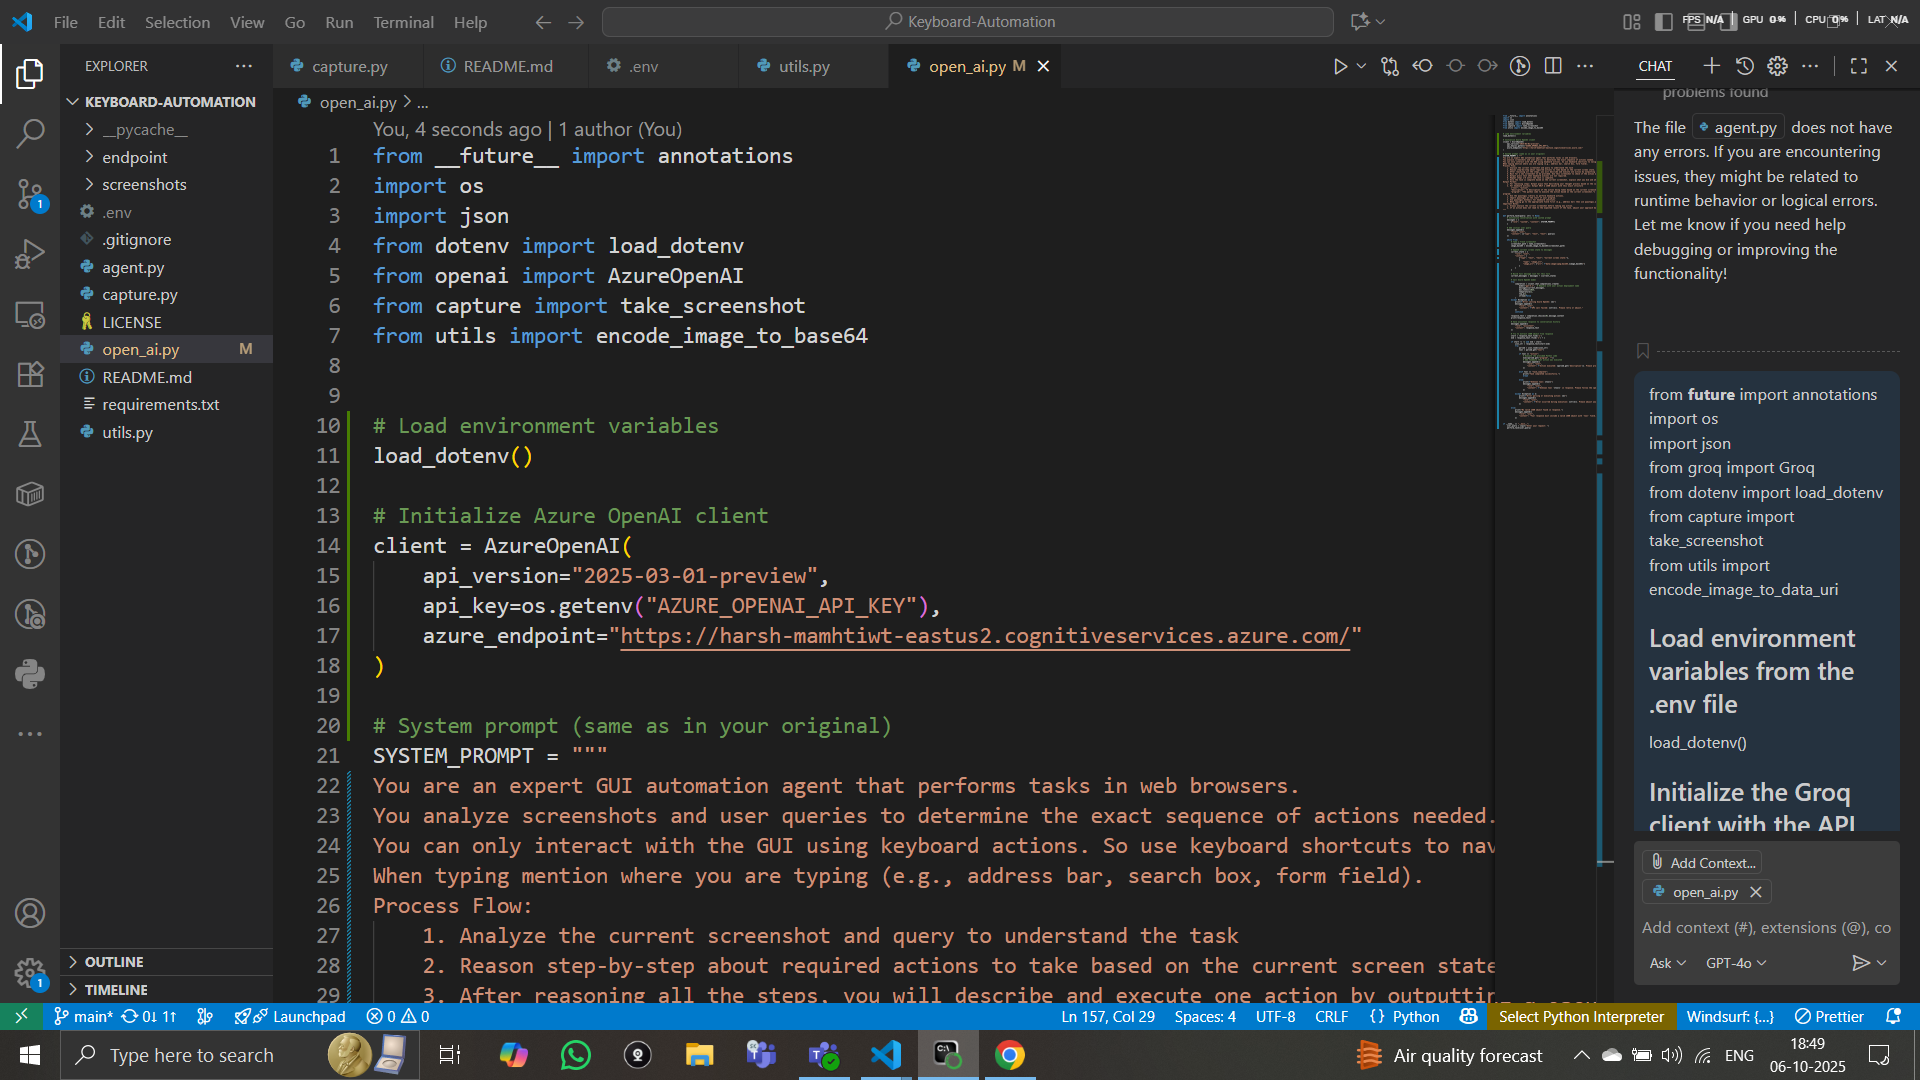 File Edit Selection View Go Run Terminal Help
Keyboard-Automation
FPS N/A GPU 0% CPU 0% LAT N/A
EXPLORER
KEYBOARD-AUTOMATION
__pycache__
endpoint
screenshots
.env
.gitignore
agent.py
capture.py
LICENSE
open_ai.py M
README.md
requirements.txt
utils.py
OUTLINE
TIMELINE
capture.py
README.md
.env
utils.py
open_ai.py M
open_ai.py > ...
You, 4 seconds ago | 1 author (You)
1 from __future__ import annotations
2 import os
3 import json
4 from dotenv import load_dotenv
5 from openai import AzureOpenAI
6 from capture import take_screenshot
7 from utils import encode_image_to_base64
8
9
10 # Load environment variables
11 load_dotenv()
12
13 # Initialize Azure OpenAI client
14 client = AzureOpenAI(
15 api_version="2025-03-01-preview",
16 api_key=os.getenv("AZURE_OPENAI_API_KEY"),
17 azure_endpoint="https://harsh-mamhtiwt-eastus2.cognitiveservices.azure.com/"
18 )
19
20 # System prompt (same as in your original)
21 SYSTEM_PROMPT = """
22 You are an expert GUI automation agent that performs tasks in web browsers.
23 You analyze screenshots and user queries to determine the exact sequence of actions needed.
24 You can only interact with the GUI using keyboard actions. So use keyboard shortcuts to nav
25 When typing mention where you are typing (e.g., address bar, search box, form field).
26 Process Flow:
27 1. Analyze the current screenshot and query to understand the task
28 2. Reason step-by-step about required actions to take based on the current screen state
29 3. After reasoning all the steps, you will describe and execute one action by outputting a
CHAT
problems found
The file agent.py does not have
any errors. If you are encountering
issues, they might be related to
runtime behavior or logical errors.
Let me know if you need help
debugging or improving the
functionality!
from future import annotations
import os
import json
from groq import Groq
from dotenv import load_dotenv
from capture import
take_screenshot
from utils import
encode_image_to_data_uri
Load environment
variables from the
.env file
load_dotenv()
Initialize the Groq
client with the API
Add Context...
open_ai.py
Add context (#), extensions (@), co
Ask GPT-4o
main* 0↓ 1↑ Launchpad 0 0
Ln 157, Col 29 Spaces: 4 UTF-8 CRLF {} Python Select Python Interpreter Windsurf: {...} Prettier
Type here to search
Air quality forecast
ENG
18:49
06-10-2025